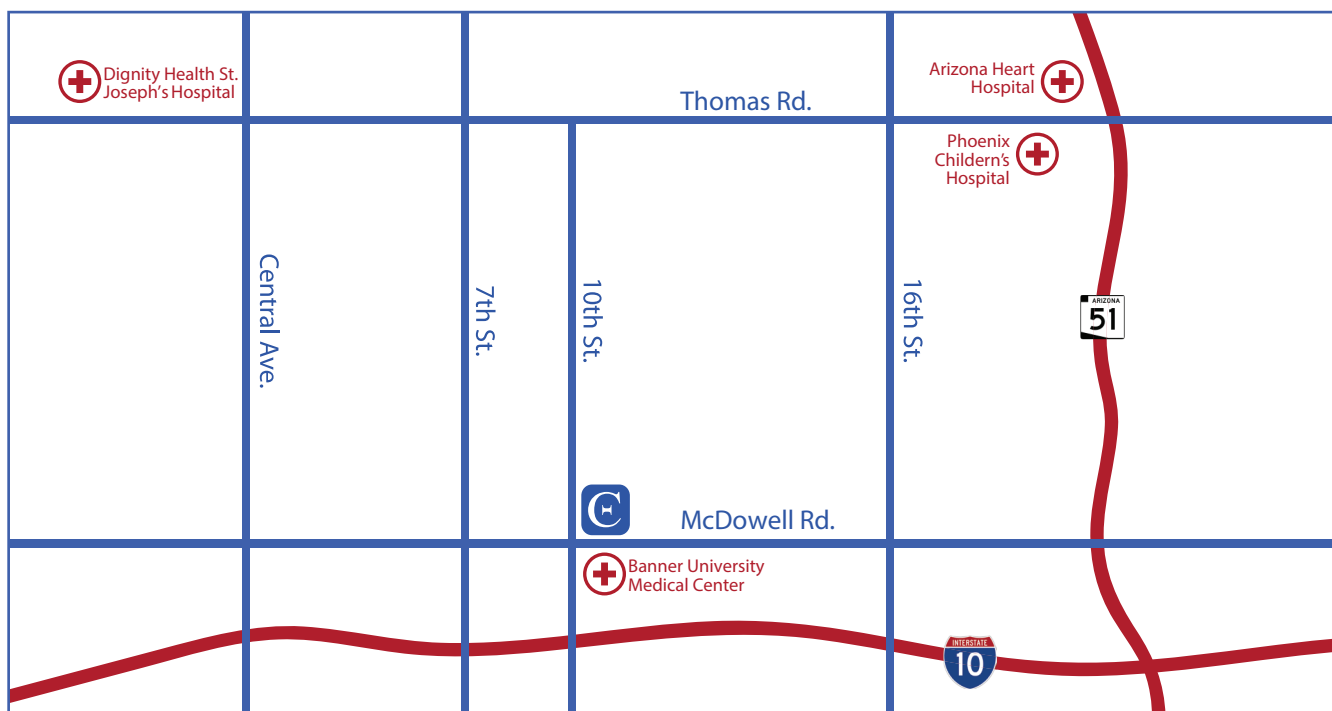 Dignity Health St.
Joseph's Hospital
Arizona Heart
Hospital
Thomas Rd.
Phoenix
Childern's
Hospital
Central Ave.
7th St.
10th St.
16th St.
ARIZONA
51
McDowell Rd.
Banner University
Medical Center
INTERSTATE
10